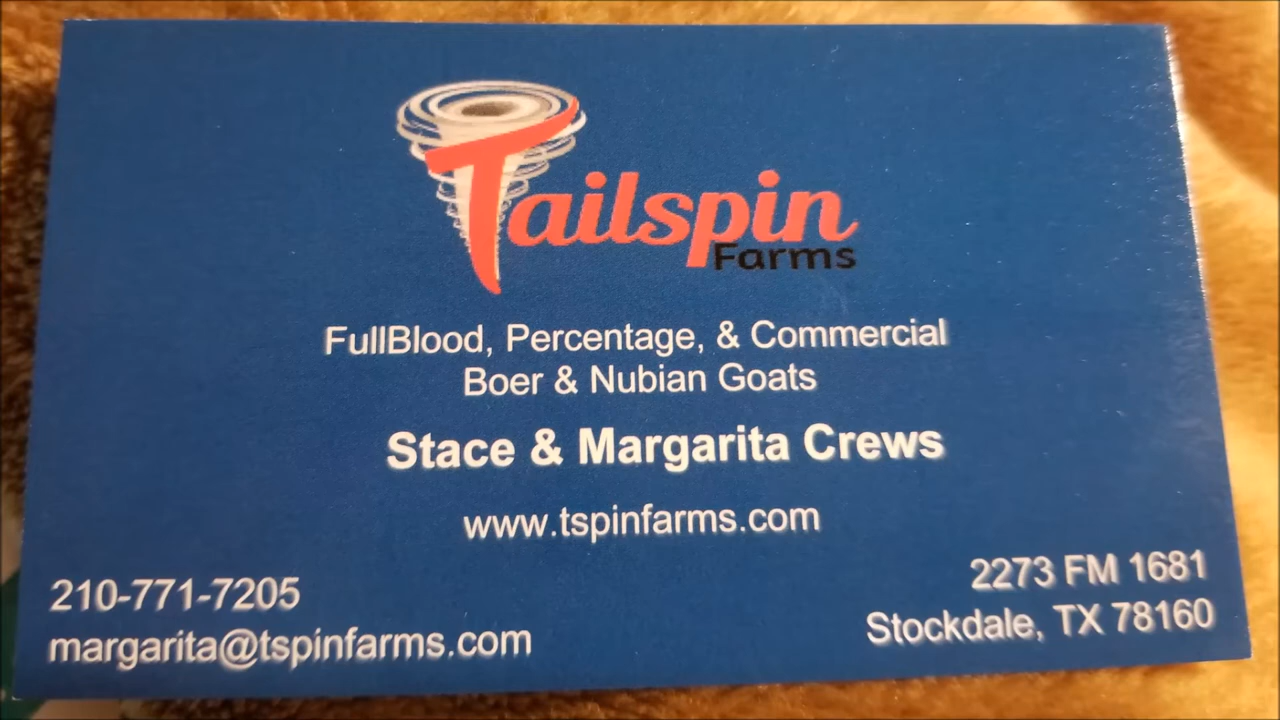 Tailspin
Farms
FullBlood, Percentage, & Commercial
Boer & Nubian Goats
Stace & Margarita Crews
www.tspinfarms.com
210-771-7205
margarita@tspinfarms.com
2273 FM 1681
Stockdale, TX 78160